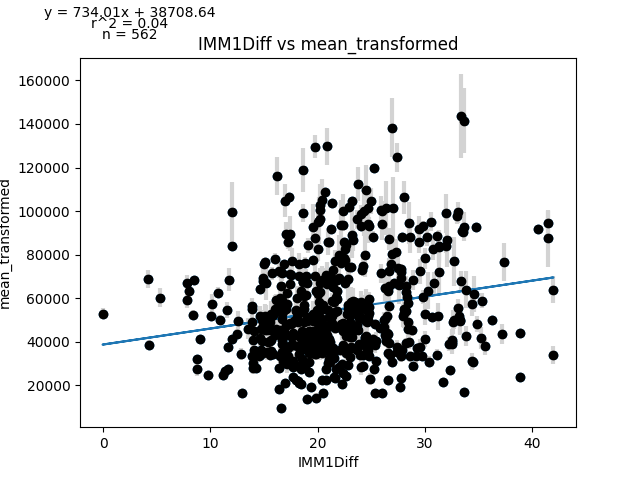 y = 734.01x + 38708.64
r^2 = 0.04
n = 562
IMM1Diff vs mean_transformed
160000
140000
120000
100000
80000
60000
40000
20000
mean_transformed
0 10 20 30 40
IMM1Diff